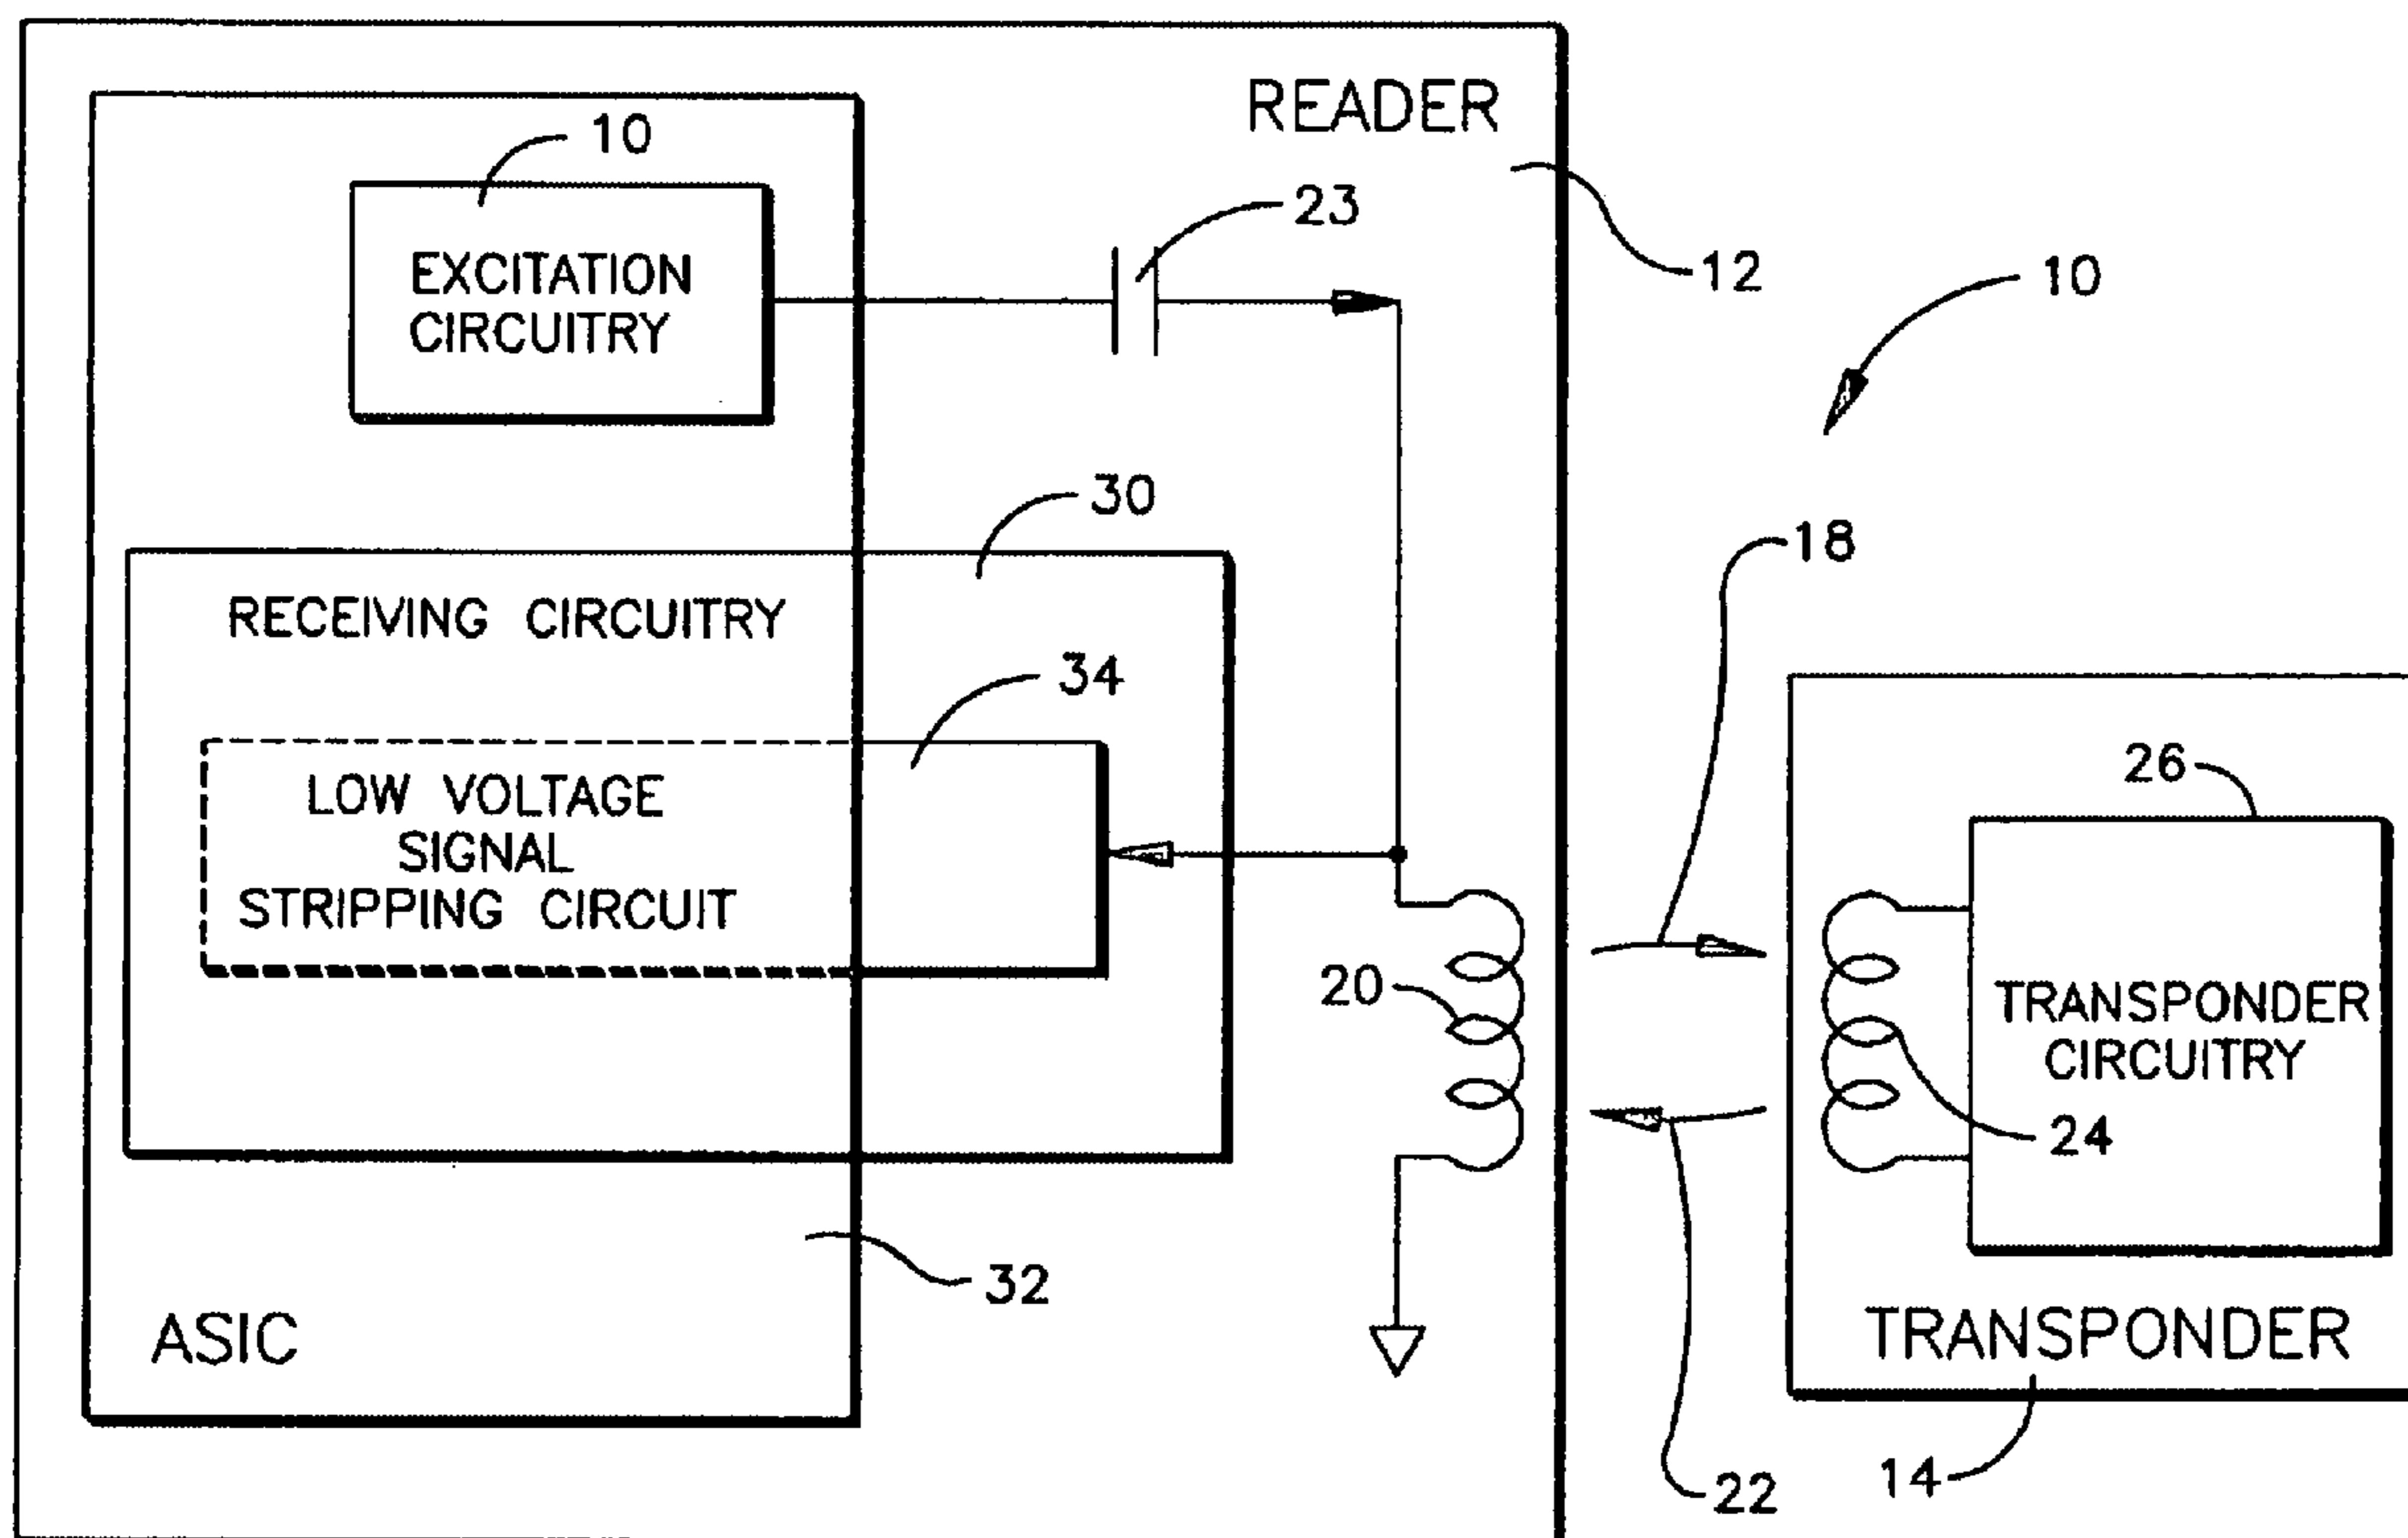 READER
10
EXCITATION
CIRCUITRY
23
12
10
30
18
RECEIVING CIRCUITRY
34
LOW VOLTAGE
SIGNAL
STRIPPING CIRCUIT
26
20
TRANSPONDER
CIRCUITRY
24
32
ASIC
TRANSPONDER
22
14